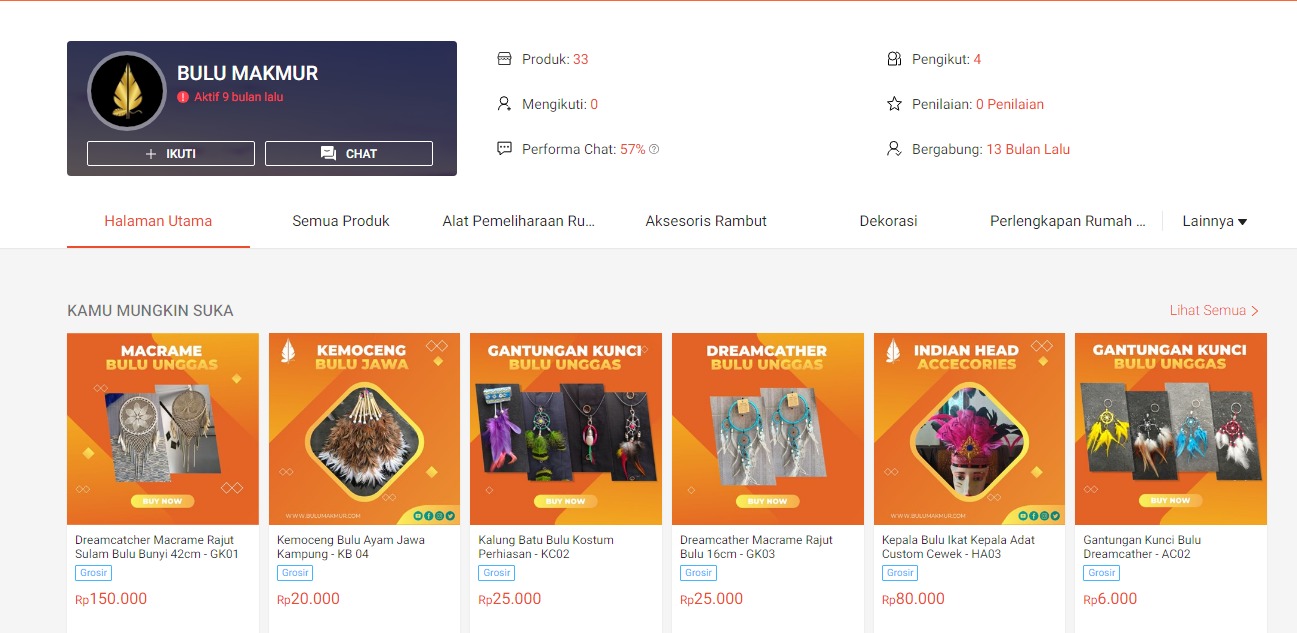 BULU MAKMUR
Aktif 9 bulan lalu
IKUTI
CHAT
Produk: 33
Mengikuti: 0
Performa Chat: 57%
Pengikut: 4
Penilaian: 0 Penilaian
Bergabung: 13 Bulan Lalu
Halaman Utama
Semua Produk
Alat Pemeliharaan Ru...
Aksesoris Rambut
Dekorasi
Perlengkapan Rumah ...
Lainnya
KAMU MUNGKIN SUKA
Lihat Semua
MACRAME
BULU UNGGAS
BUY NOW
Dreamcatcher Macrame Rajut
Sulam Bulu Bunyi 42cm - GK01
Grosir
Rp150.000
KEMOCENG
BULU JAWA
WWW.BULUMAKMUR.COM
Kemoceng Bulu Ayam Jawa
Kampung - KB 04
Grosir
Rp20.000
GANTUNGAN KUNCI
BULU UNGGAS
BUY NOW
Kalung Batu Bulu Kostum
Perhiasan - KC02
Grosir
Rp25.000
DREAMCATHER
BULU UNGGAS
BUY NOW
Dreamcather Macrame Rajut
Bulu 16cm - GK03
Grosir
Rp25.000
INDIAN HEAD
ACCECORIES
WWW.BULUMAKMUR.COM
Kepala Bulu Ikat Kepala Adat
Custom Cewek - HA03
Grosir
Rp80.000
GANTUNGAN KUNCI
BULU UNGGAS
BUY NOW
Gantungan Kunci Bulu
Dreamcather - AC02
Grosir
Rp6.000